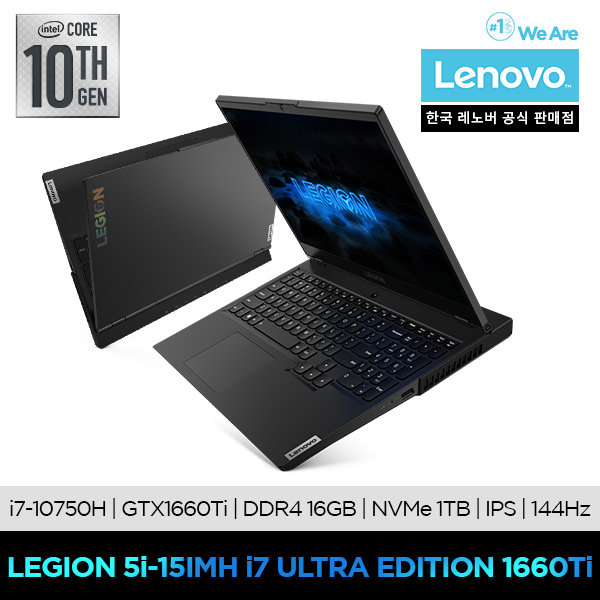 intel CORE
10TH
GEN
#1 We Are
Lenovo
한국 레노버 공식 판매점
LEGION
Lenovo
LEGION
Lenovo
LEGION
Lenovo
i7-10750H | GTX1660Ti | DDR4 16GB | NVMe 1TB | IPS | 144Hz
LEGION 5i-15IMH i7 ULTRA EDITION 1660Ti